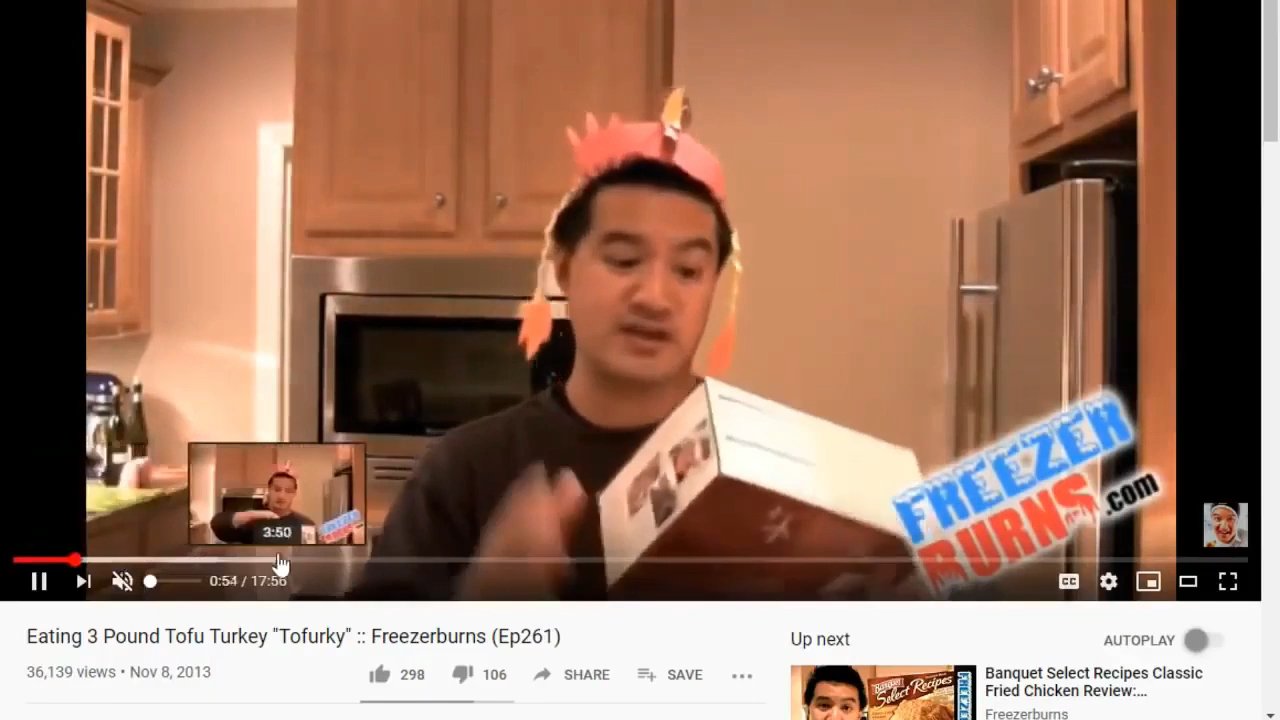 FREEZER
BURNS.com
3:50
0:54 / 17:56
CC
Eating 3 Pound Tofu Turkey "Tofurky" :: Freezerburns (Ep261)
36,139 views • Nov 8, 2013
298
106
SHARE
SAVE
Up next
AUTOPLAY
Banquet
Select Recipes
Banquet Select Recipes Classic
Fried Chicken Review:...
Freezerburns